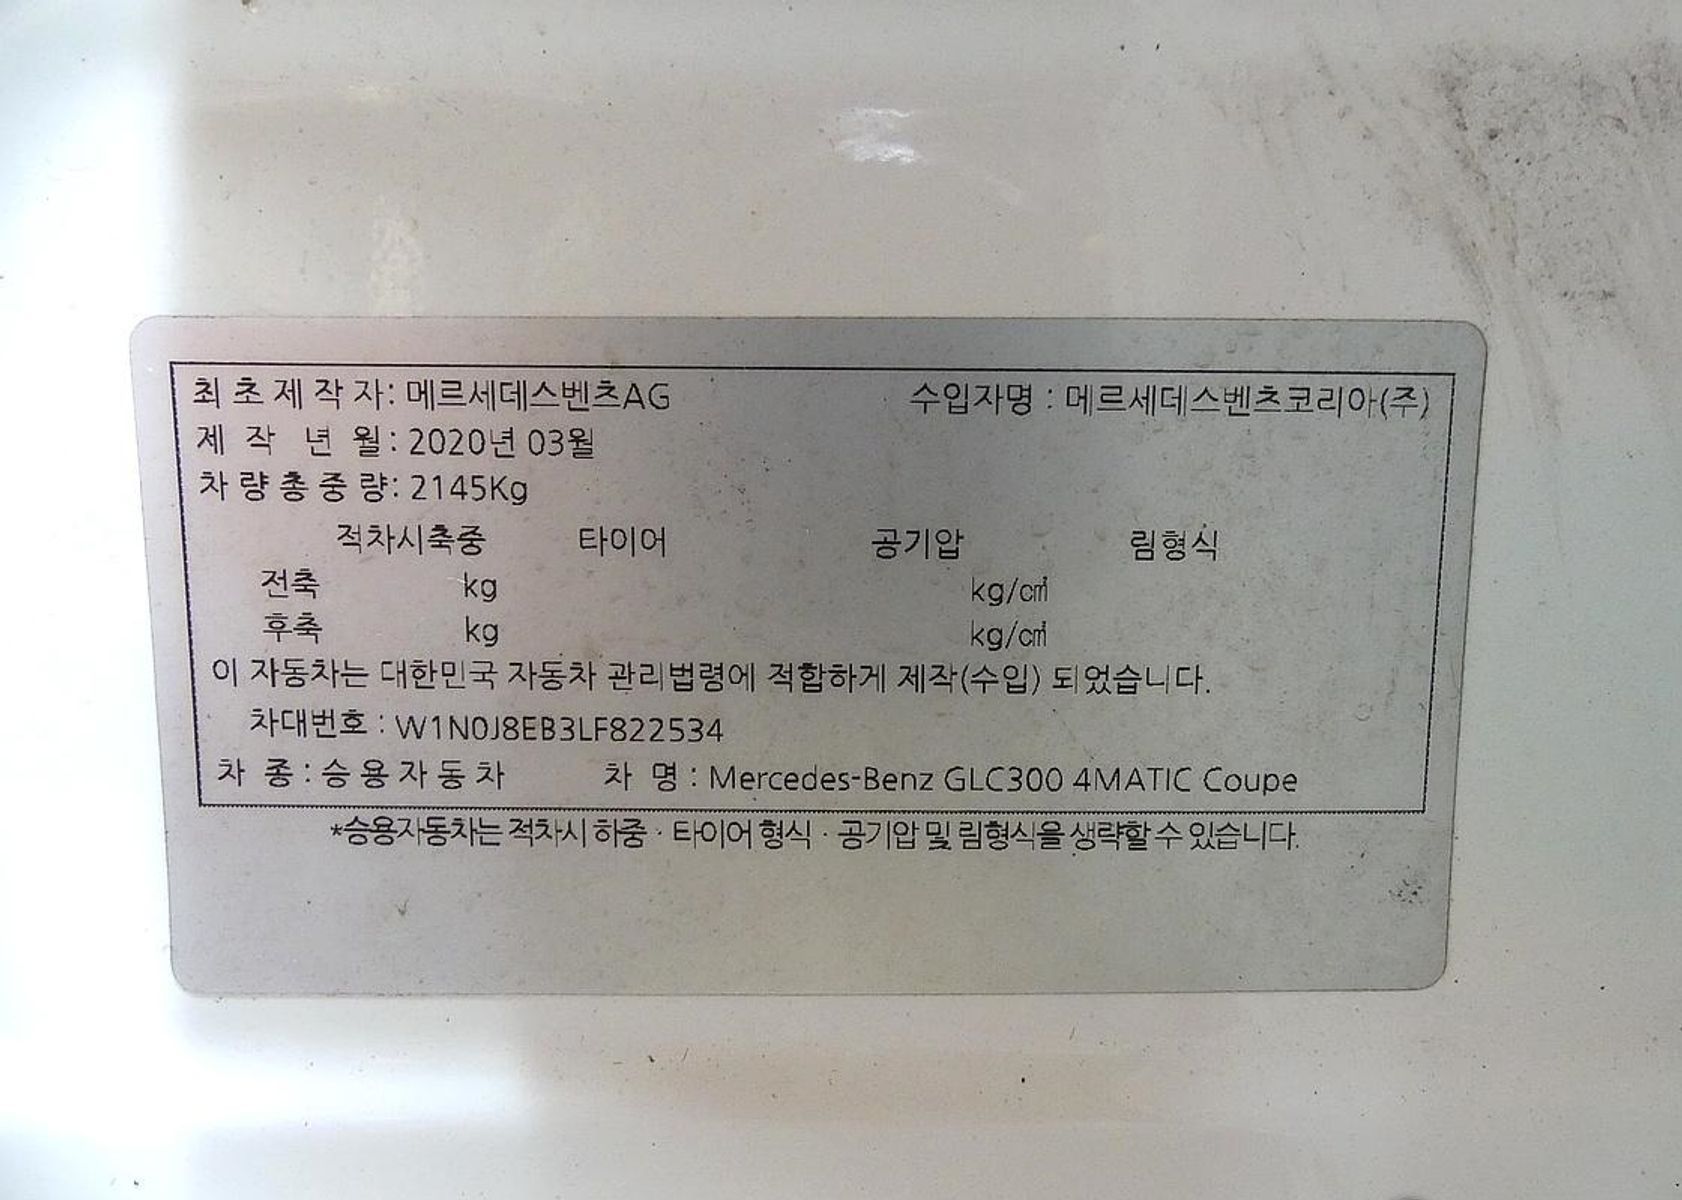 최 초 제 작 자: 메르세데스벤츠AG 수입자명 : 메르세데스벤츠코리아(주)
제 작 년 월: 2020년 03월
차 량 총 중 량: 2145Kg
적차시축중 타이어 공기압 림형식
전축 kg kg/㎠
후축 kg kg/㎠
이 자동차는 대한민국 자동차 관리법령에 적합하게 제작(수입) 되었습니다.
차대번호 : W1N0J8EB3LF822534
차 종 : 승 용 자 동 차 차 명 : Mercedes-Benz GLC300 4MATIC Coupe
*승용자동차는 적차시 하중 · 타이어 형식 · 공기압 및 림형식을 생략할 수 있습니다.